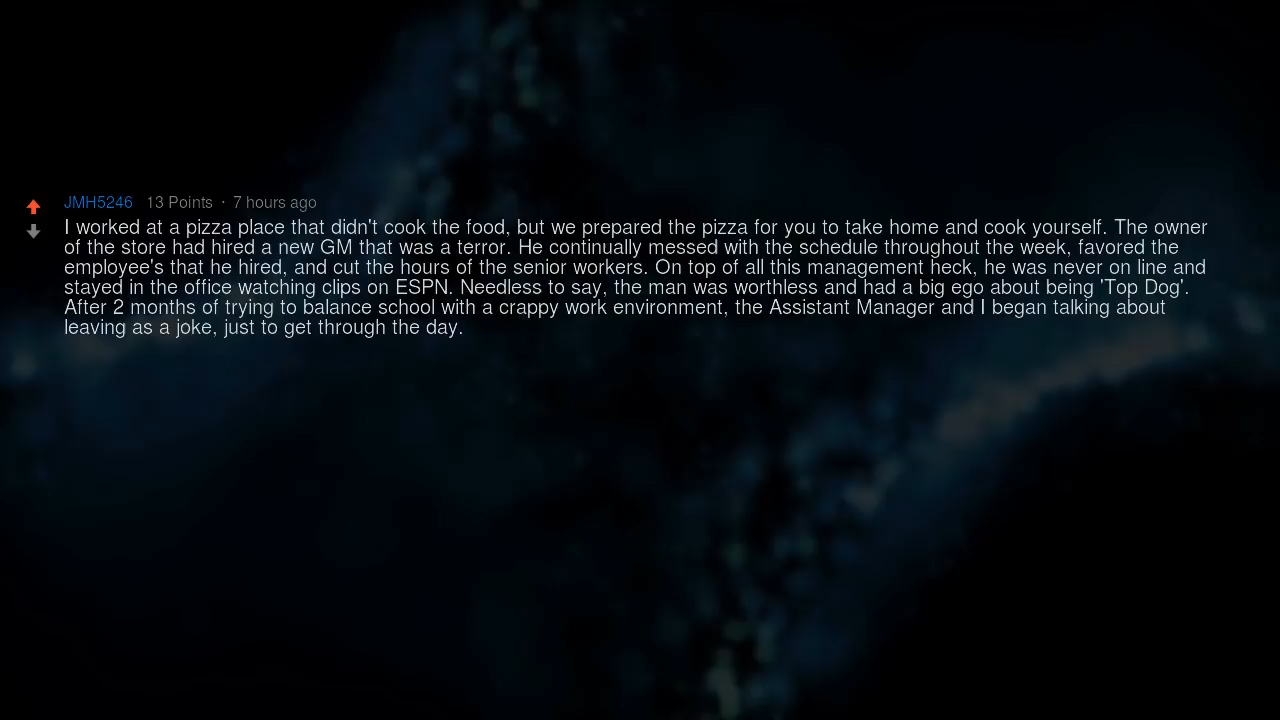 JMH5246 13 Points · 7 hours ago
I worked at a pizza place that didn't cook the food, but we prepared the pizza for you to take home and cook yourself. The owner
of the store had hired a new GM that was a terror. He continually messed with the schedule throughout the week, favored the
employee's that he hired, and cut the hours of the senior workers. On top of all this management heck, he was never on line and
stayed in the office watching clips on ESPN. Needless to say, the man was worthless and had a big ego about being 'Top Dog'.
After 2 months of trying to balance school with a crappy work environment, the Assistant Manager and I began talking about
leaving as a joke, just to get through the day.